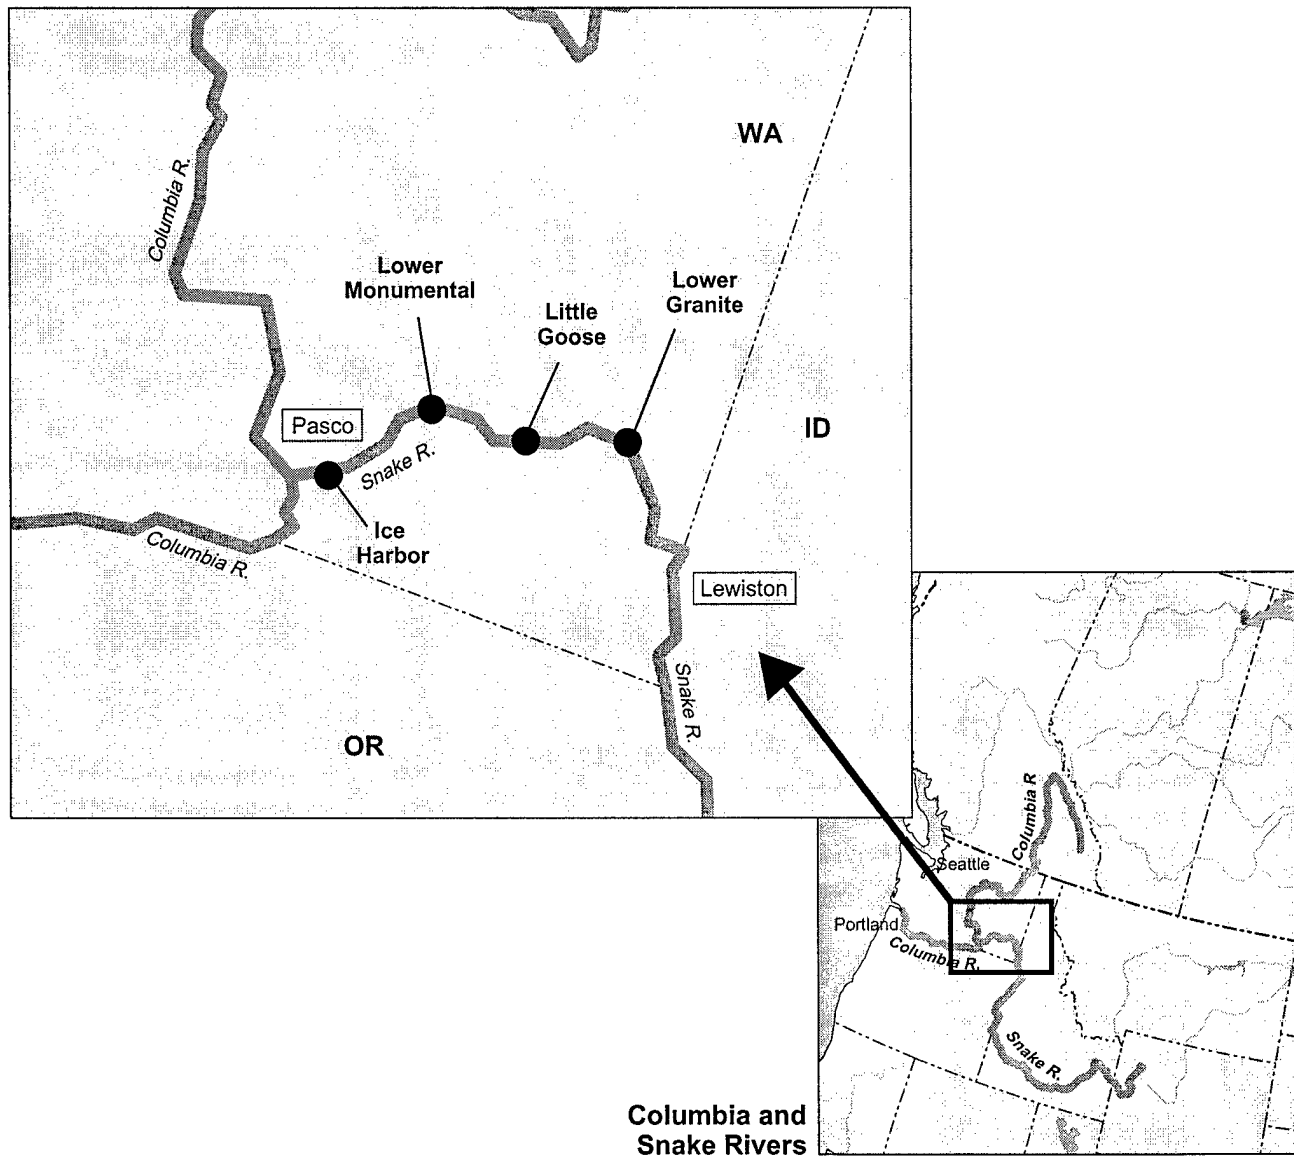 WA
Columbia R.
Lower
Monumental
Lower
Granite
Little
Goose
Pasco
ID
Snake R.
Ice
Harbor
Columbia R.
Lewiston
Snake R.
OR
Columbia R
Seattle
Portland
Columbia R.
Snake R.
Columbia and
Snake Rivers